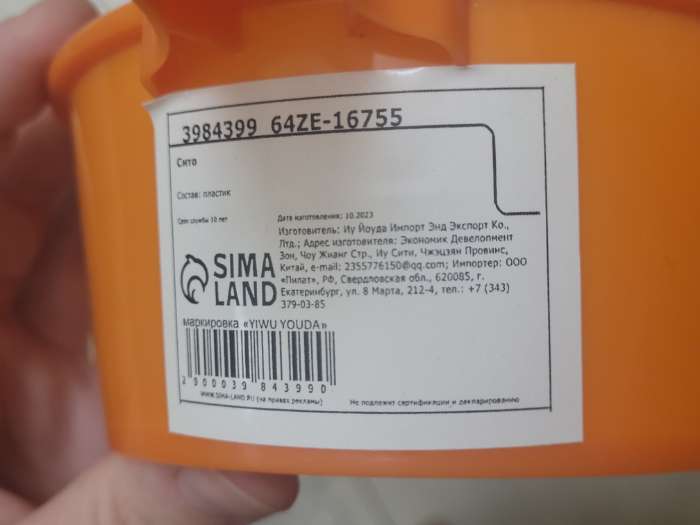 3984399 64ZE-16755
Сито
Состав: пластик
Срок службы 10 лет
Дата изготовления: 10.2023
Изготовитель: Иу Йоуда Импорт Энд Экспорт Ко.,
Лтд.; Адрес изготовителя: Экономик Девелопмент
Зон, Чоу Жианг Стр., Иу Сити, Чжэцзян Провинс,
Китай, e-mail: 2355776150@qq.com; Импортер: ООО
«Пилат», РФ, Свердловская обл., 620085, г.
Екатеринбург, ул. 8 Марта, 212-4, тел.: +7 (343)
379-03-85
SIMA
LAND
маркировка «YIWU YOUDA»
2 000039 843990
WWW.SIMA-LAND.RU (на правах рекламы)
Не подлежит сертификации и декларированию